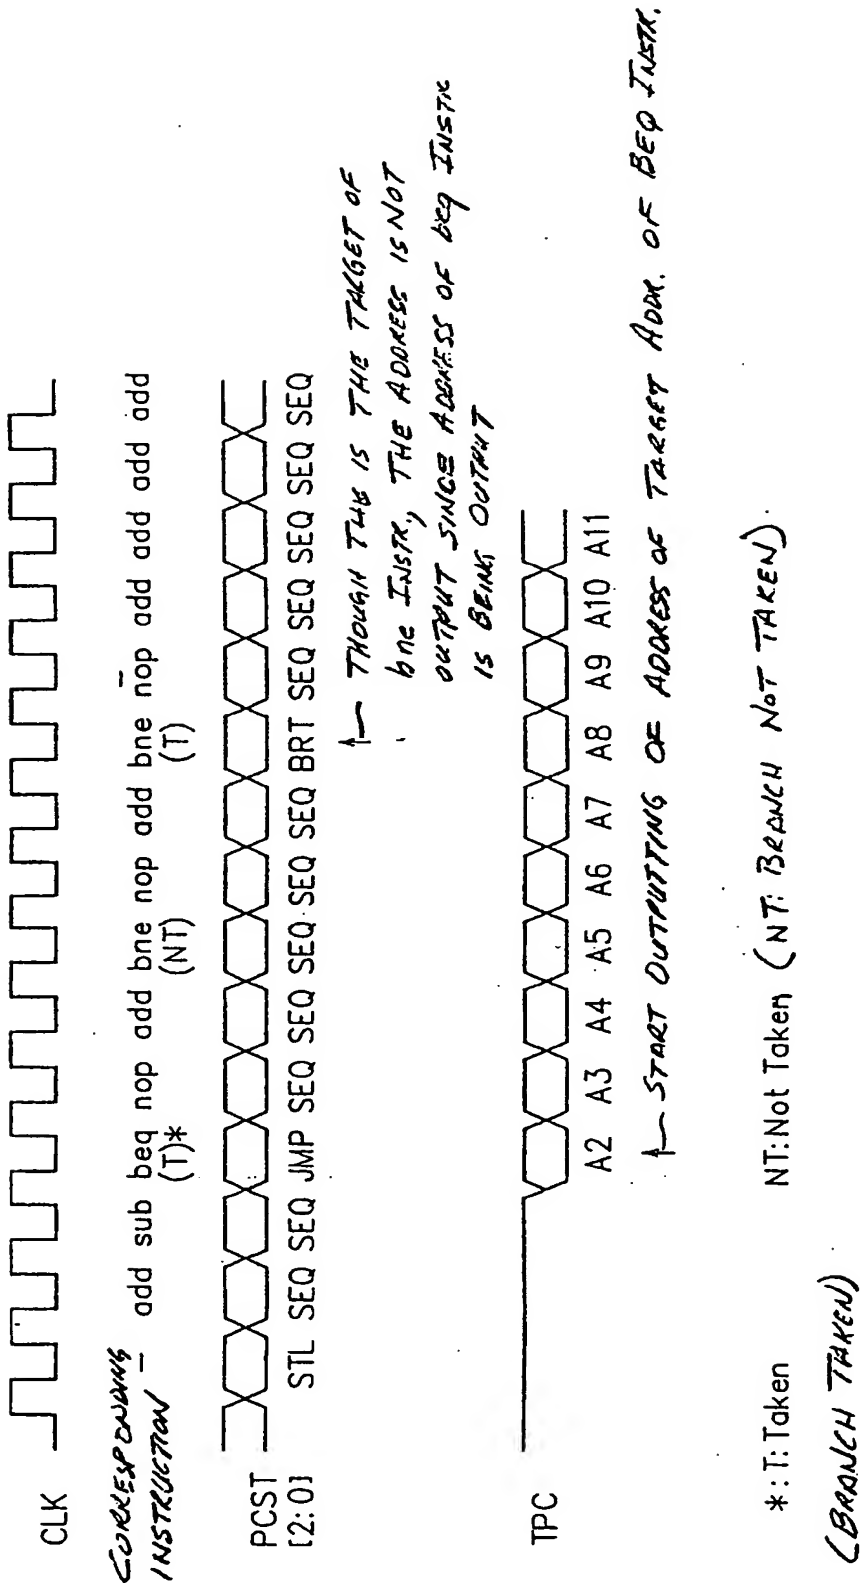 CLK
CORRESPONDING
INSTRUCTION
— add sub beq nop add bne nop add bne nop add add add add
(T)* (NT) (T)
PCST
[2:0]
STL SEQ SEQ JMP SEQ SEQ SEQ SEQ SEQ BRT SEQ SEQ SEQ SEQ SEQ
THOUGH THIS IS THE TARGET OF
bne INSTR., THE ADDRESS IS NOT
OUTPUT SINCE ADDRESS OF beq INSTR
IS BEING OUTPUT
TPC
A2 A3 A4 A5 A6 A7 A8 A9 A10 A11
START OUTPUTTING OF ADDRESS OF TARGET ADDR. OF BEQ INSTR.
*:T:Taken NT:Not Taken (NT: BRANCH NOT TAKEN)
(BRANCH TAKEN)